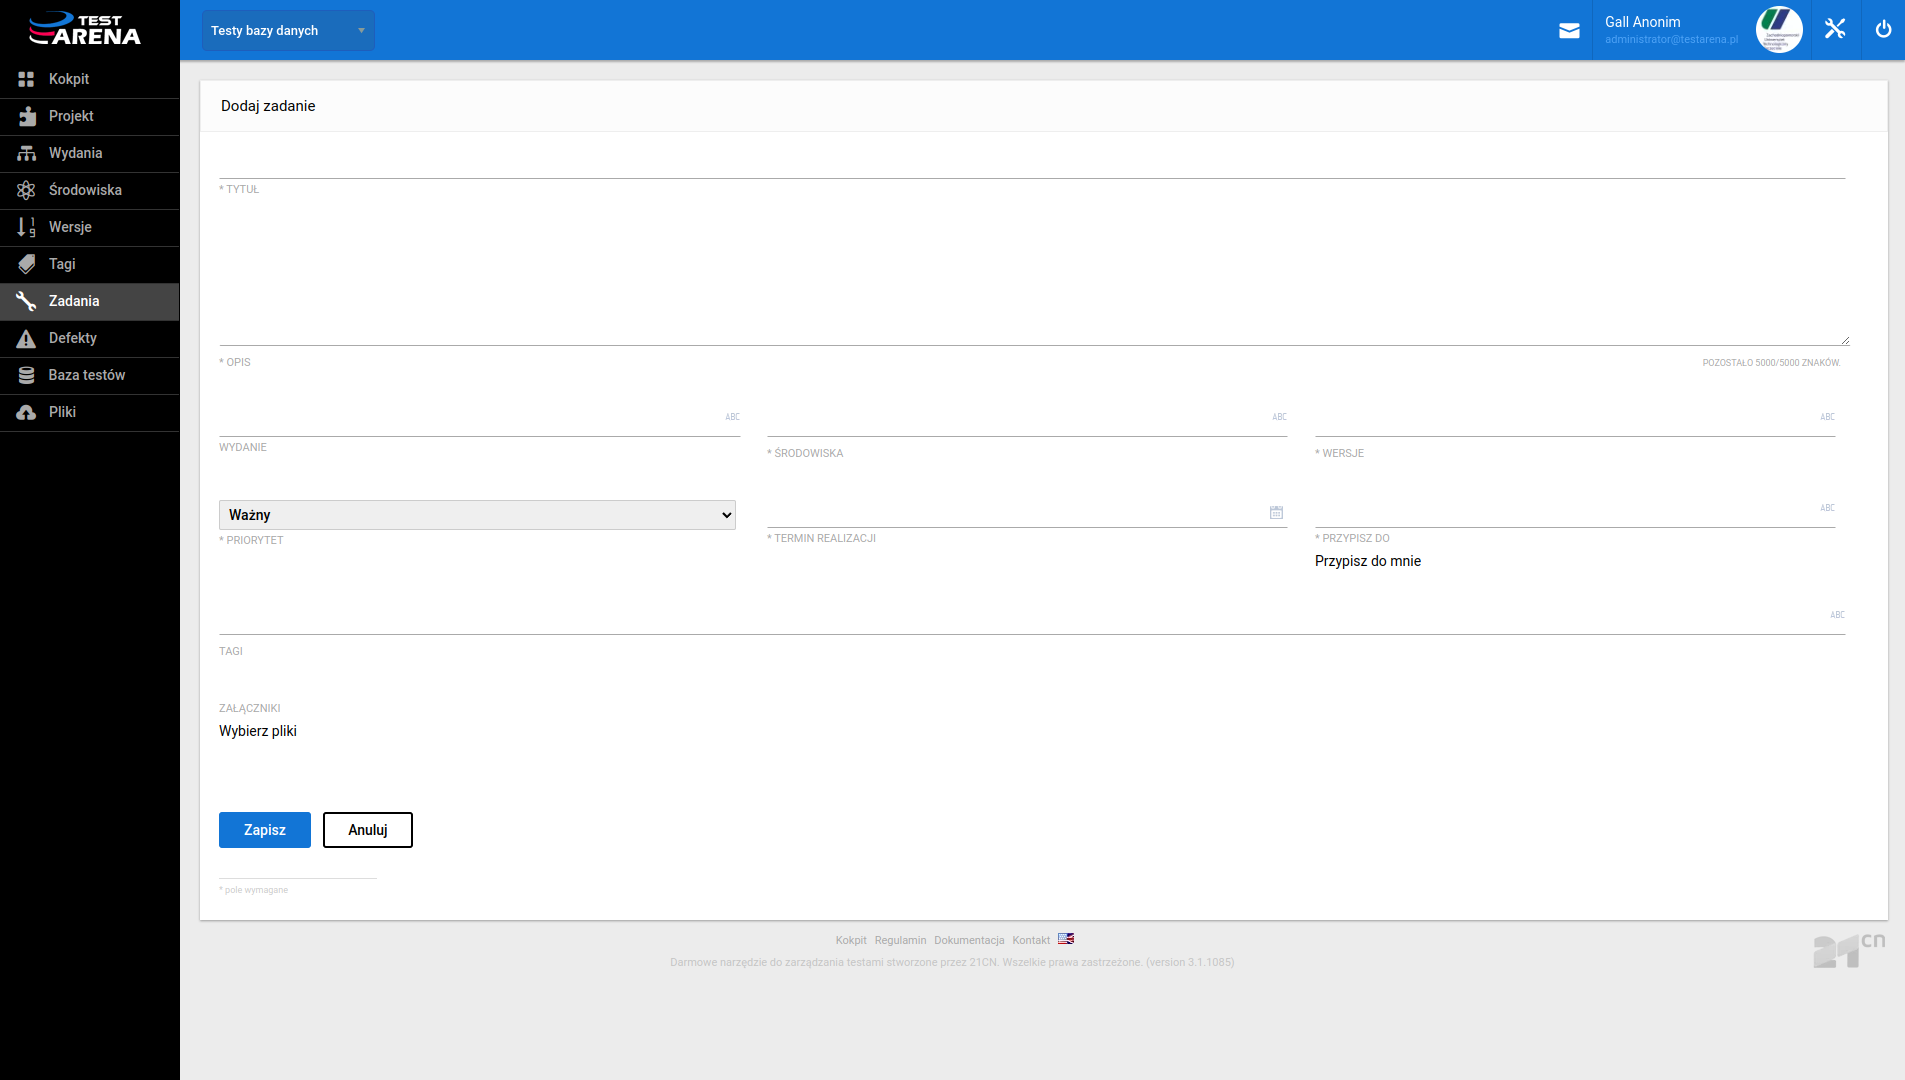 TEST ARENA
Testy bazy danych
Gall Anonim
administrator@testarena.pl
Kokpit
Projekt
Wydania
Środowiska
Wersje
Tagi
Zadania
Defekty
Baza testów
Pliki
Dodaj zadanie
* TYTUŁ
* OPIS
POZOSTAŁO 5000/5000 ZNAKÓW.
ABC
ABC
ABC
WYDANIE
* ŚRODOWISKA
* WERSJE
Ważny
ABC
* PRIORYTET
* TERMIN REALIZACJI
* PRZYPISZ DO
Przypisz do mnie
ABC
TAGI
ZAŁĄCZNIKI
Wybierz pliki
Zapisz
Anuluj
* pole wymagane
Kokpit Regulamin Dokumentacja Kontakt
Darmowe narzędzie do zarządzania testami stworzone przez 21CN. Wszelkie prawa zastrzeżone. (version 3.1.1085)
21cn